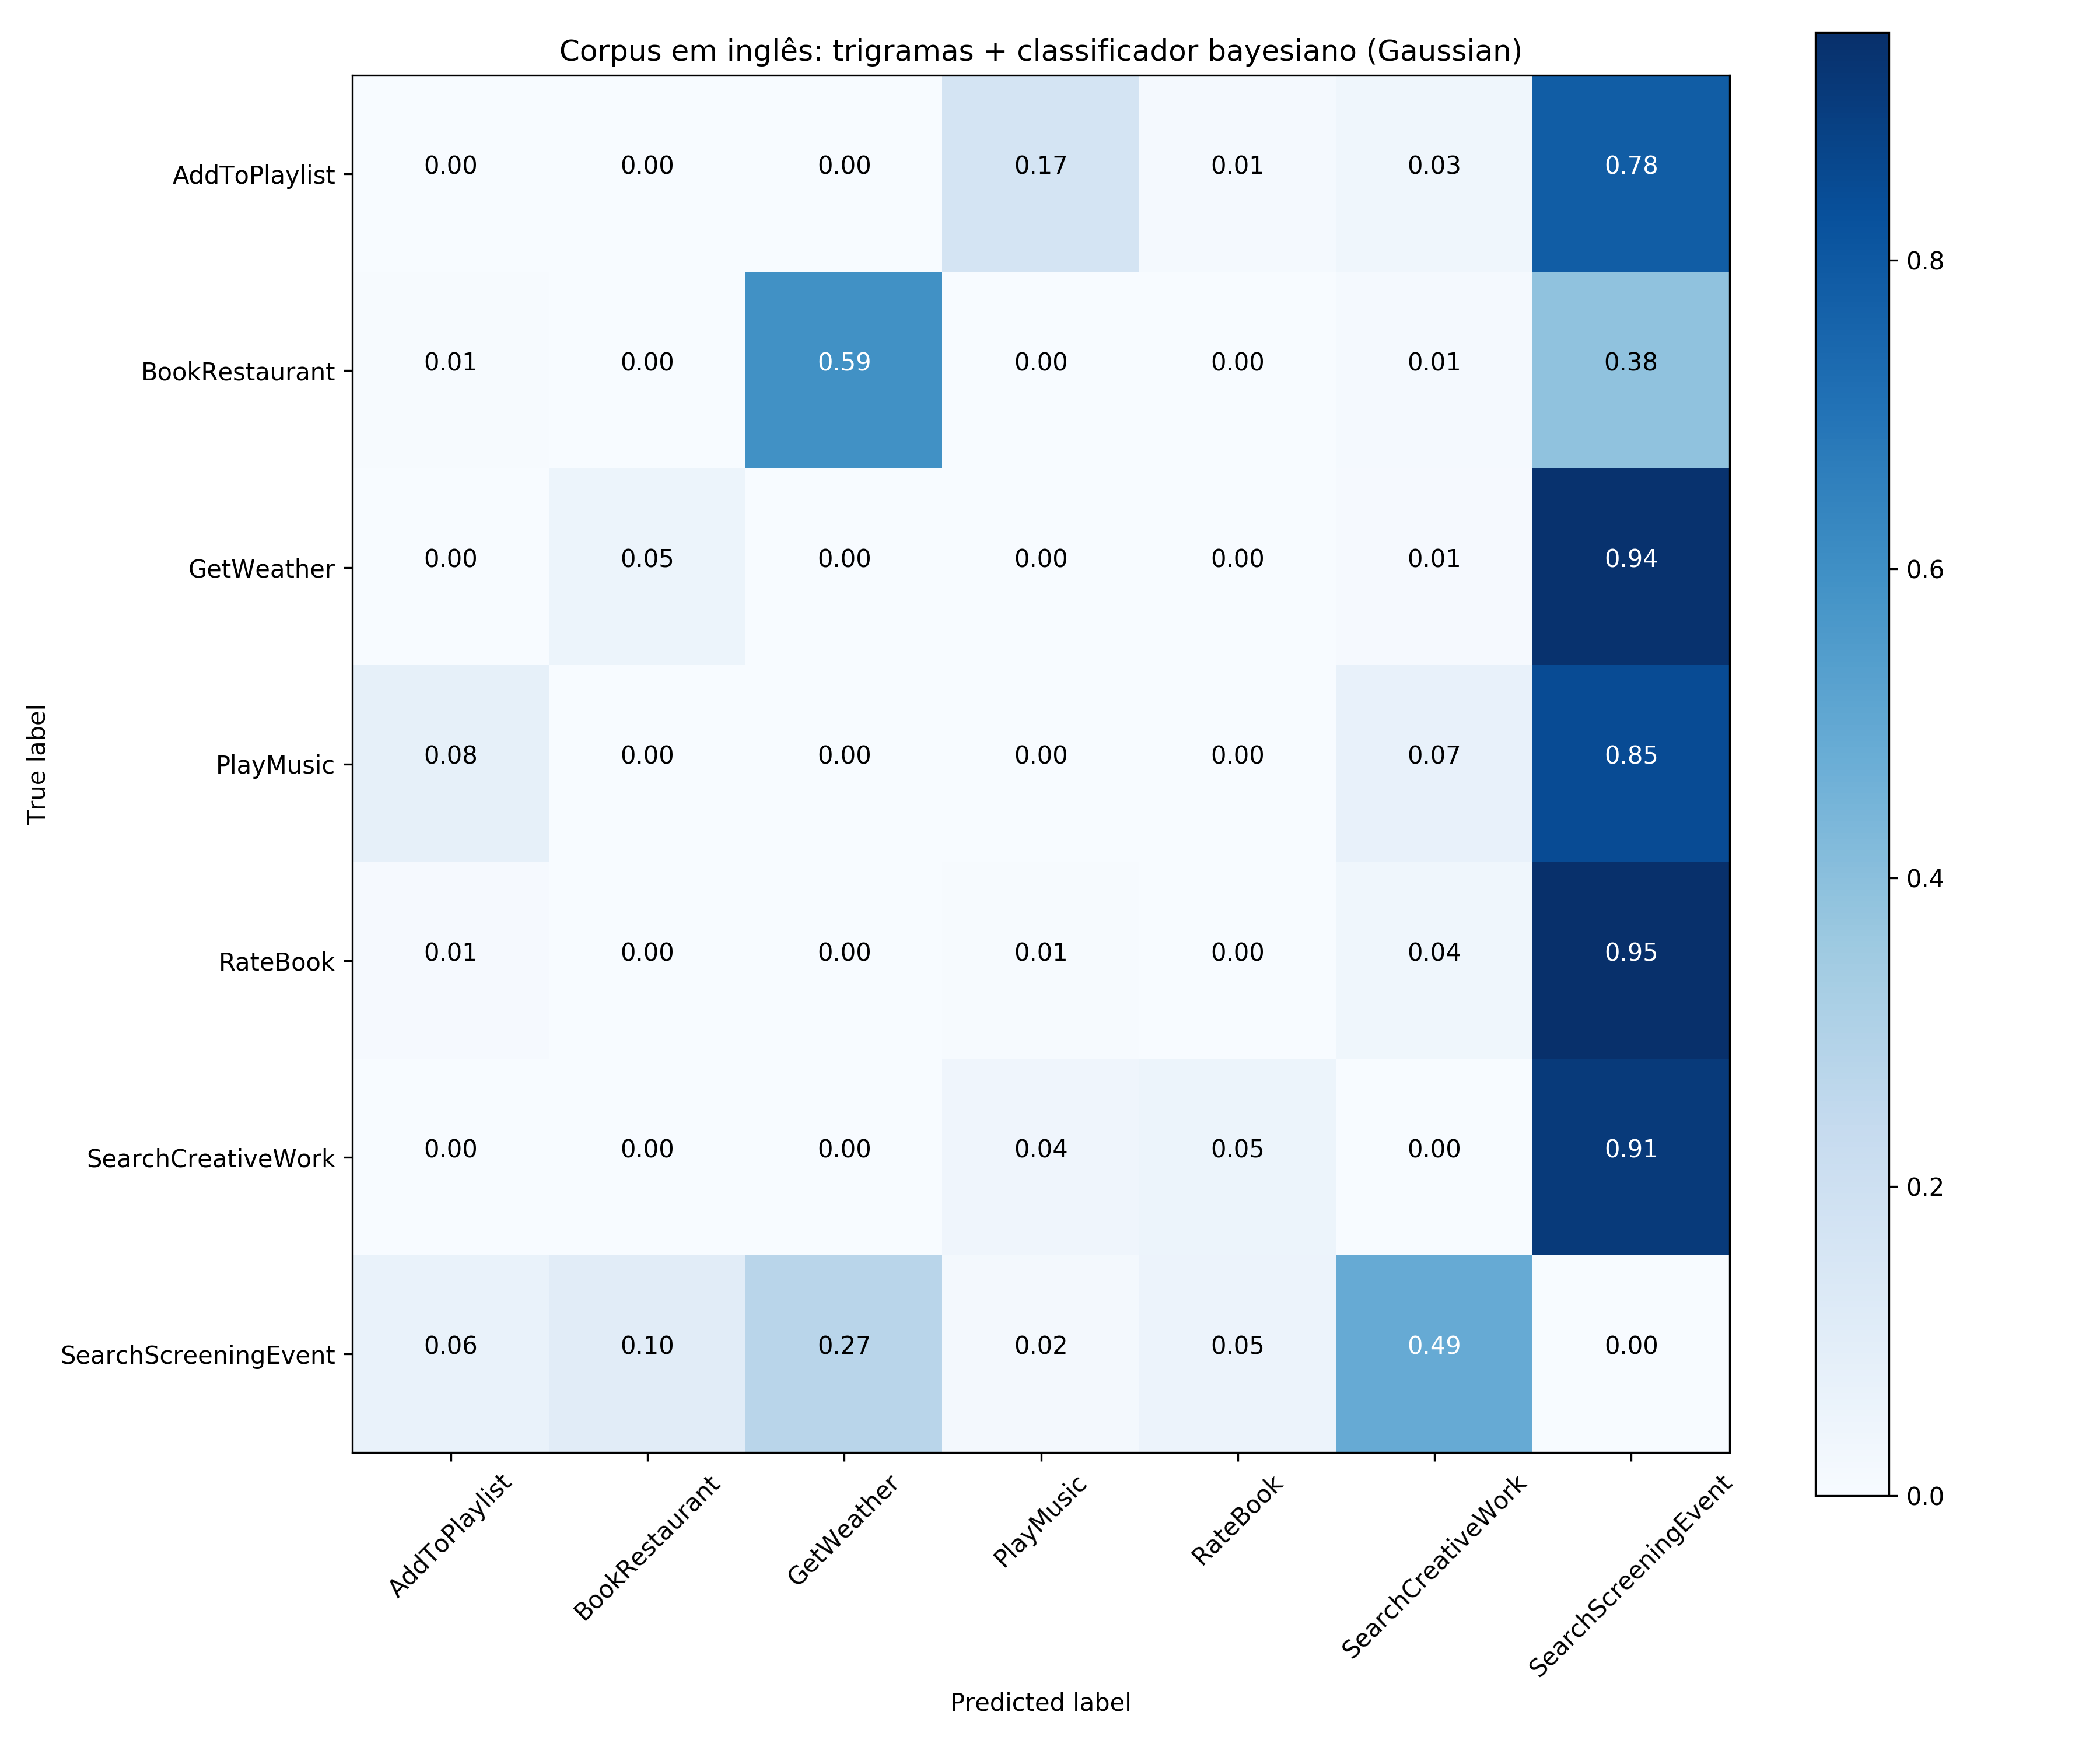 Corpus em inglês: trigramas + classificador bayesiano (Gaussian)
AddToPlaylist 0.00 0.00 0.00 0.17 0.01 0.03 0.78
BookRestaurant 0.01 0.00 0.59 0.00 0.00 0.01 0.38
GetWeather 0.00 0.05 0.00 0.00 0.00 0.01 0.94
PlayMusic 0.08 0.00 0.00 0.00 0.00 0.07 0.85
RateBook 0.01 0.00 0.00 0.01 0.00 0.04 0.95
SearchCreativeWork 0.00 0.00 0.00 0.04 0.05 0.00 0.91
SearchScreeningEvent 0.06 0.10 0.27 0.02 0.05 0.49 0.00
True label
AddToPlaylist
BookRestaurant
GetWeather
PlayMusic
RateBook
SearchCreativeWork
SearchScreeningEvent
Predicted label
0.8
0.6
0.4
0.2
0.0